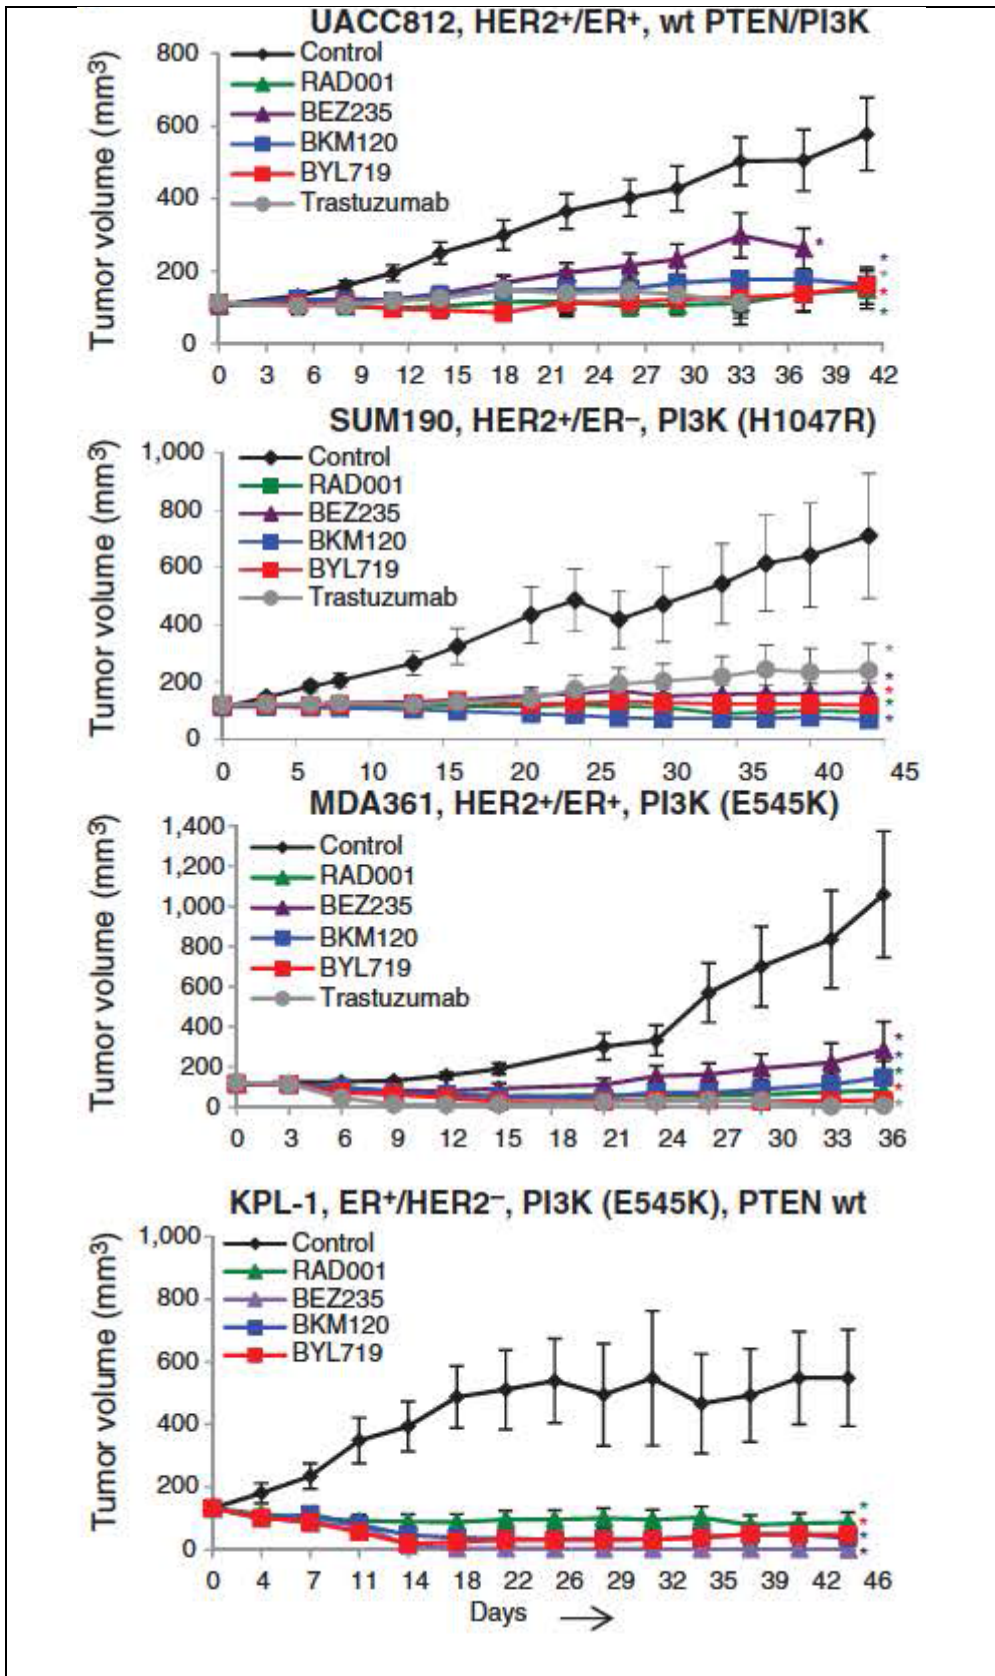 UACC812, HER2⁺/ER⁺, wt PTEN/PI3K
Tumor volume (mm³)
800
600
400
200
0
Control
RAD001
BEZ235
BKM120
BYL719
Trastuzumab
*
*
*
*
*
0 3 6 9 12 15 18 21 24 27 30 33 36 39 42
SUM190, HER2⁺/ER⁻, PI3K (H1047R)
Tumor volume (mm³)
1,000
800
600
400
200
0
Control
RAD001
BEZ235
BKM120
BYL719
Trastuzumab
*
*
*
*
*
0 5 10 15 20 25 30 35 40 45
MDA361, HER2⁺/ER⁺, PI3K (E545K)
Tumor volume (mm³)
1,400
1,200
1,000
800
600
400
200
0
Control
RAD001
BEZ235
BKM120
BYL719
Trastuzumab
*
*
*
*
*
0 3 6 9 12 15 18 21 24 27 30 33 36
KPL-1, ER⁺/HER2⁻, PI3K (E545K), PTEN wt
Tumor volume (mm³)
1,000
800
600
400
200
0
Control
RAD001
BEZ235
BKM120
BYL719
*
*
*
*
0 4 7 11 14 18 22 26 29 32 35 39 42 46
Days →